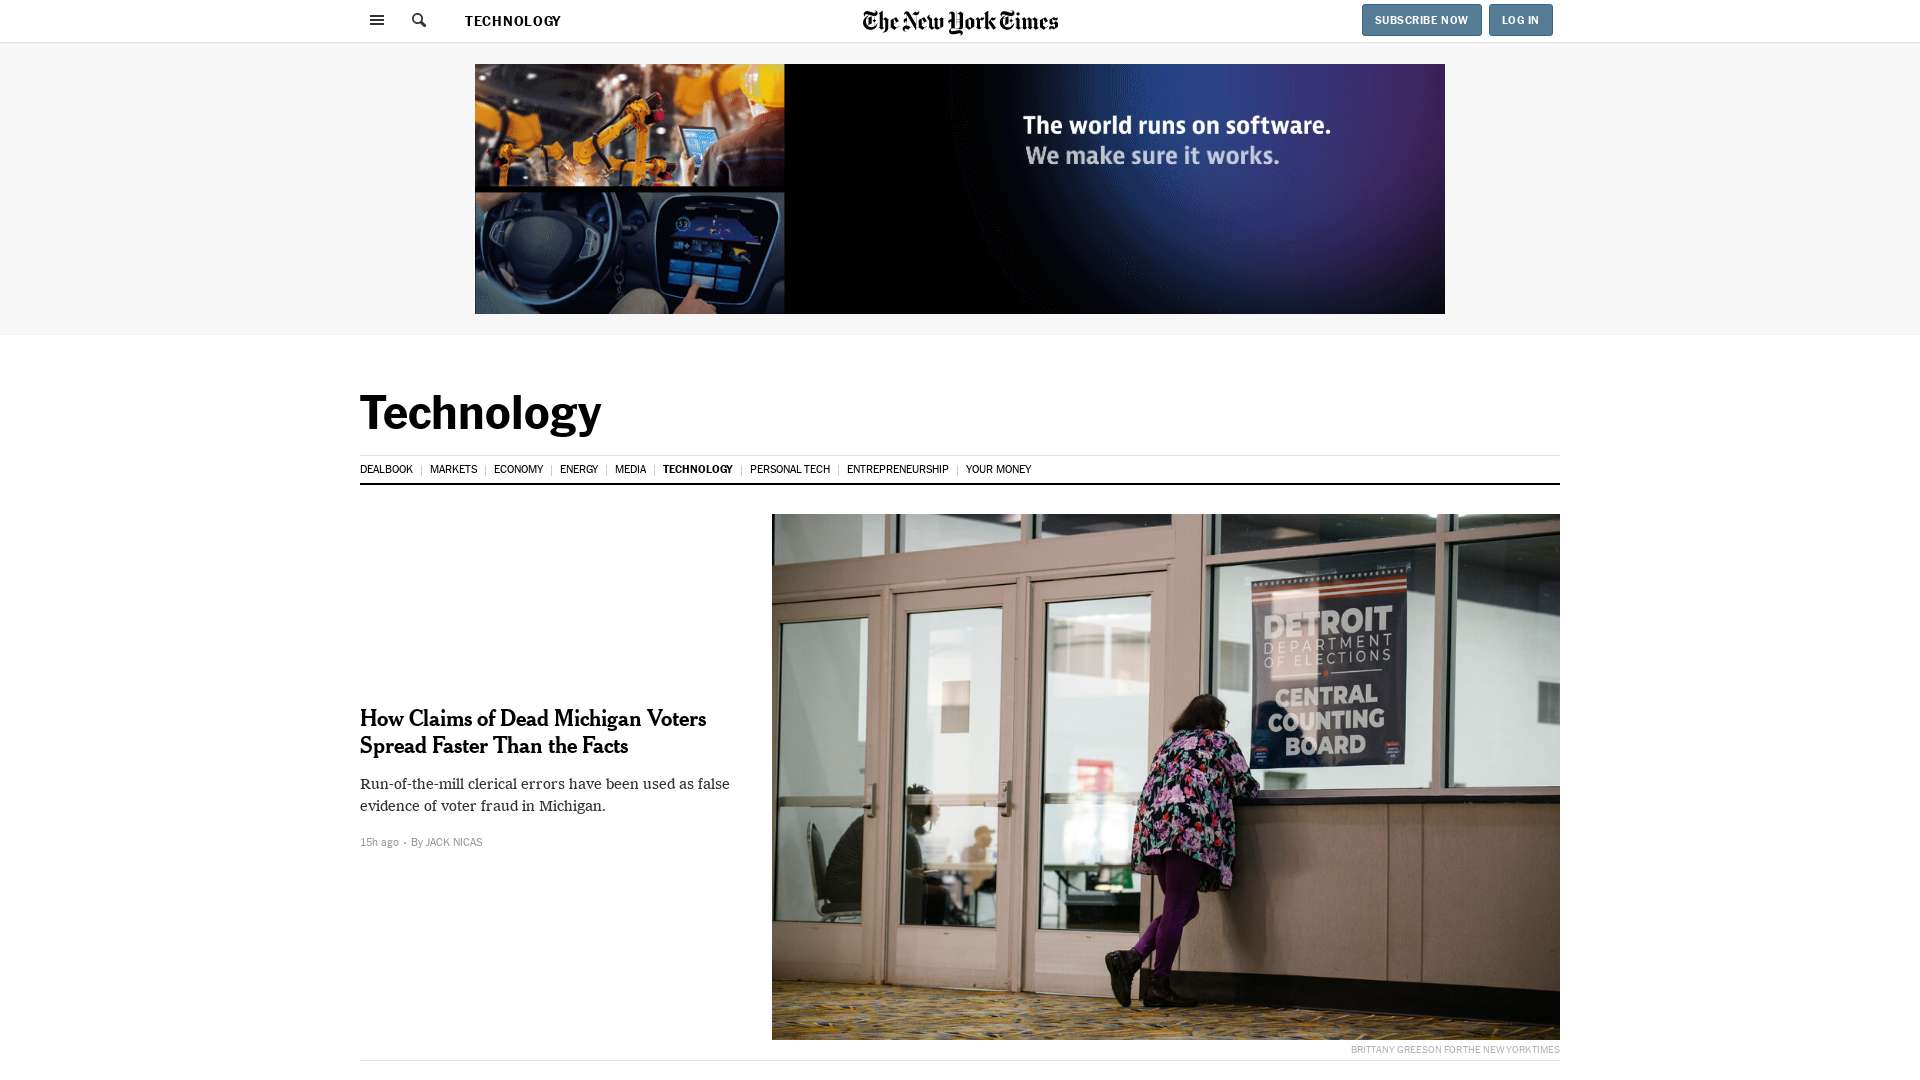 TECHNOLOGY
The New York Times
SUBSCRIBE NOW
LOG IN
The world runs on software.
We make sure it works.
Technology
DEALBOOK
MARKETS
ECONOMY
ENERGY
MEDIA
TECHNOLOGY
PERSONAL TECH
ENTREPRENEURSHIP
YOUR MONEY
How Claims of Dead Michigan Voters
Spread Faster Than the Facts
Run-of-the-mill clerical errors have been used as false
evidence of voter fraud in Michigan.
15h ago · By JACK NICAS
DETROIT
DEPARTMENT
OF ELECTIONS
CENTRAL
COUNTING
BOARD
BRITTANY GREESON FOR THE NEW YORK TIMES